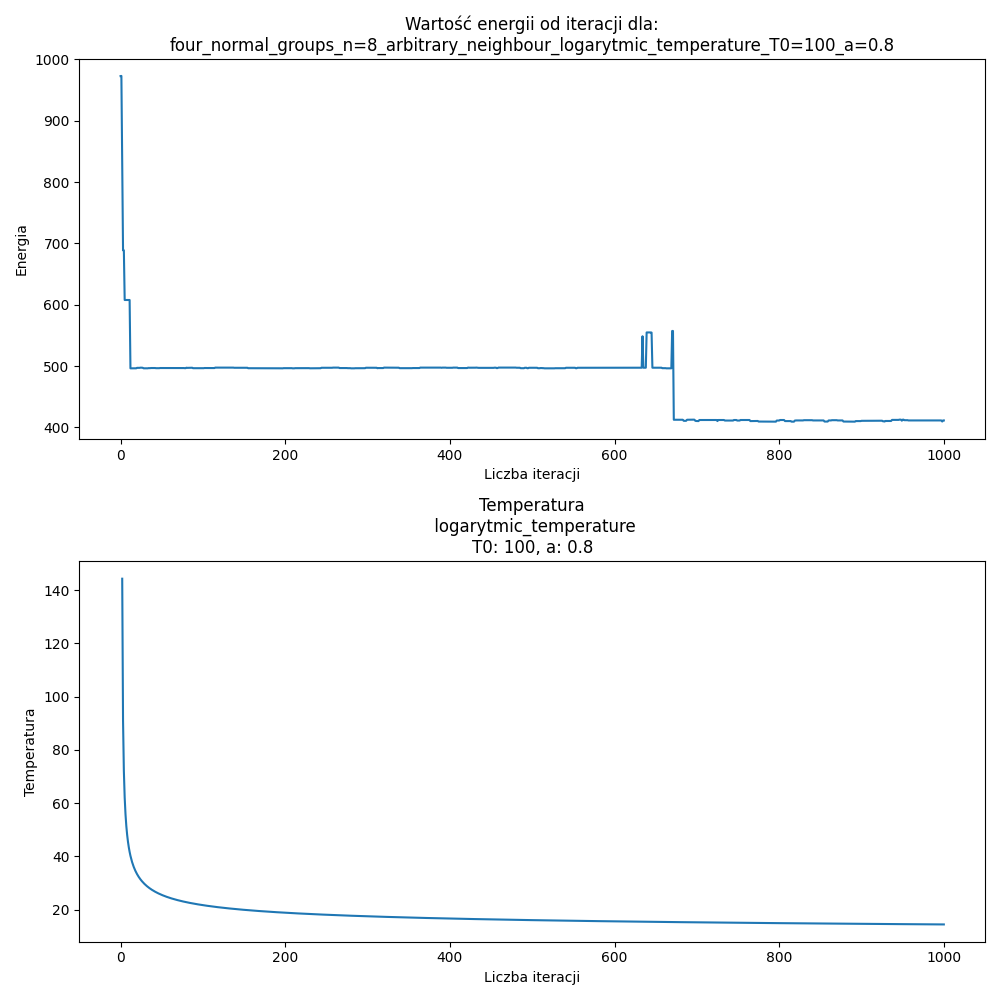 Wartość energii od iteracji dla:
four_normal_groups_n=8_arbitrary_neighbour_logarytmic_temperature_T0=100_a=0.8
1000
900
800
700
600
500
400
Energia
0 200 400 600 800 1000
Liczba iteracji
Temperatura
logarytmic_temperature
T0: 100, a: 0.8
140
120
100
80
60
40
20
Temperatura
0 200 400 600 800 1000
Liczba iteracji